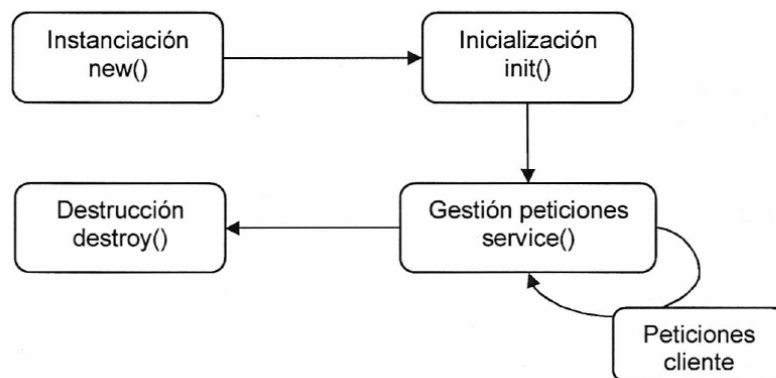 Instanciación
new()
Inicialización
init()
Destrucción
destroy()
Gestión peticiones
service()
Peticiones
cliente